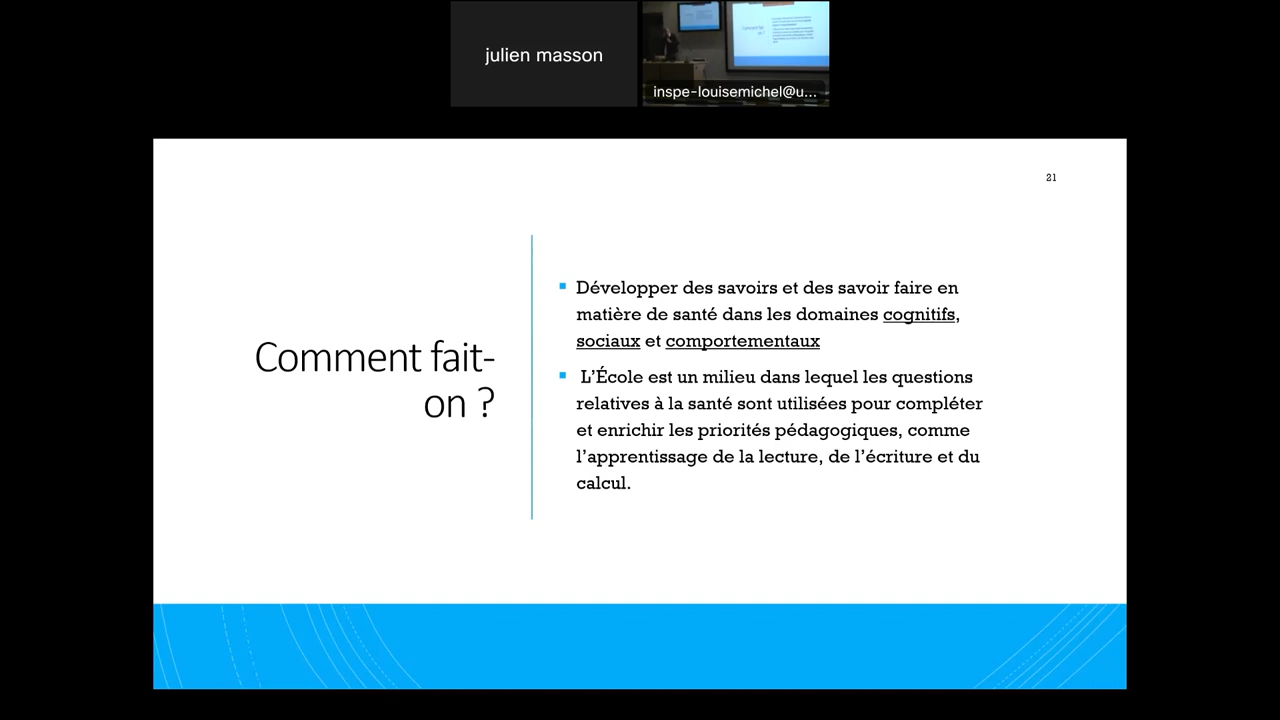 julien masson
inspe-louisemichel@u...
21
Comment fait-
on ?
Développer des savoirs et des savoir faire en
matière de santé dans les domaines cognitifs,
sociaux et comportementaux
L’École est un milieu dans lequel les questions
relatives à la santé sont utilisées pour compléter
et enrichir les priorités pédagogiques, comme
l’apprentissage de la lecture, de l’écriture et du
calcul.